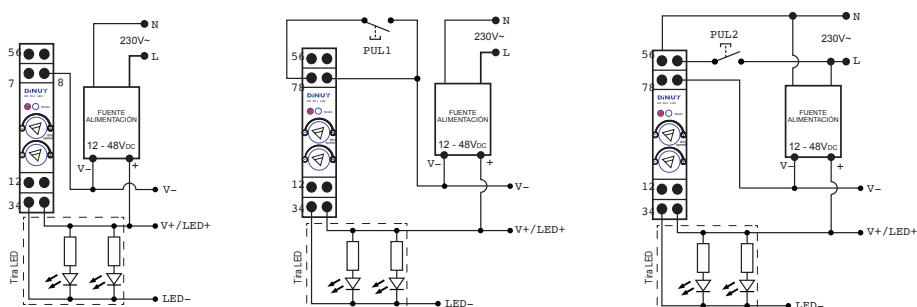 N
230V~
L
56
7
8
DiNUY
FUENTE
ALIMENTACIÓN
12 - 48VDC
V-
+
12
34
V-
V+/LED+
Tira LED
LED-
N
230V~
L
PUL1
56
78
DiNUY
FUENTE
ALIMENTACIÓN
12 - 48VDC
V-
+
12
34
V-
V+/LED+
Tira LED
LED-
N
230V~
PUL2
L
56
78
DiNUY
FUENTE
ALIMENTACIÓN
12 - 48VDC
V-
+
12
34
V-
V+/LED+
Tira LED
LED-